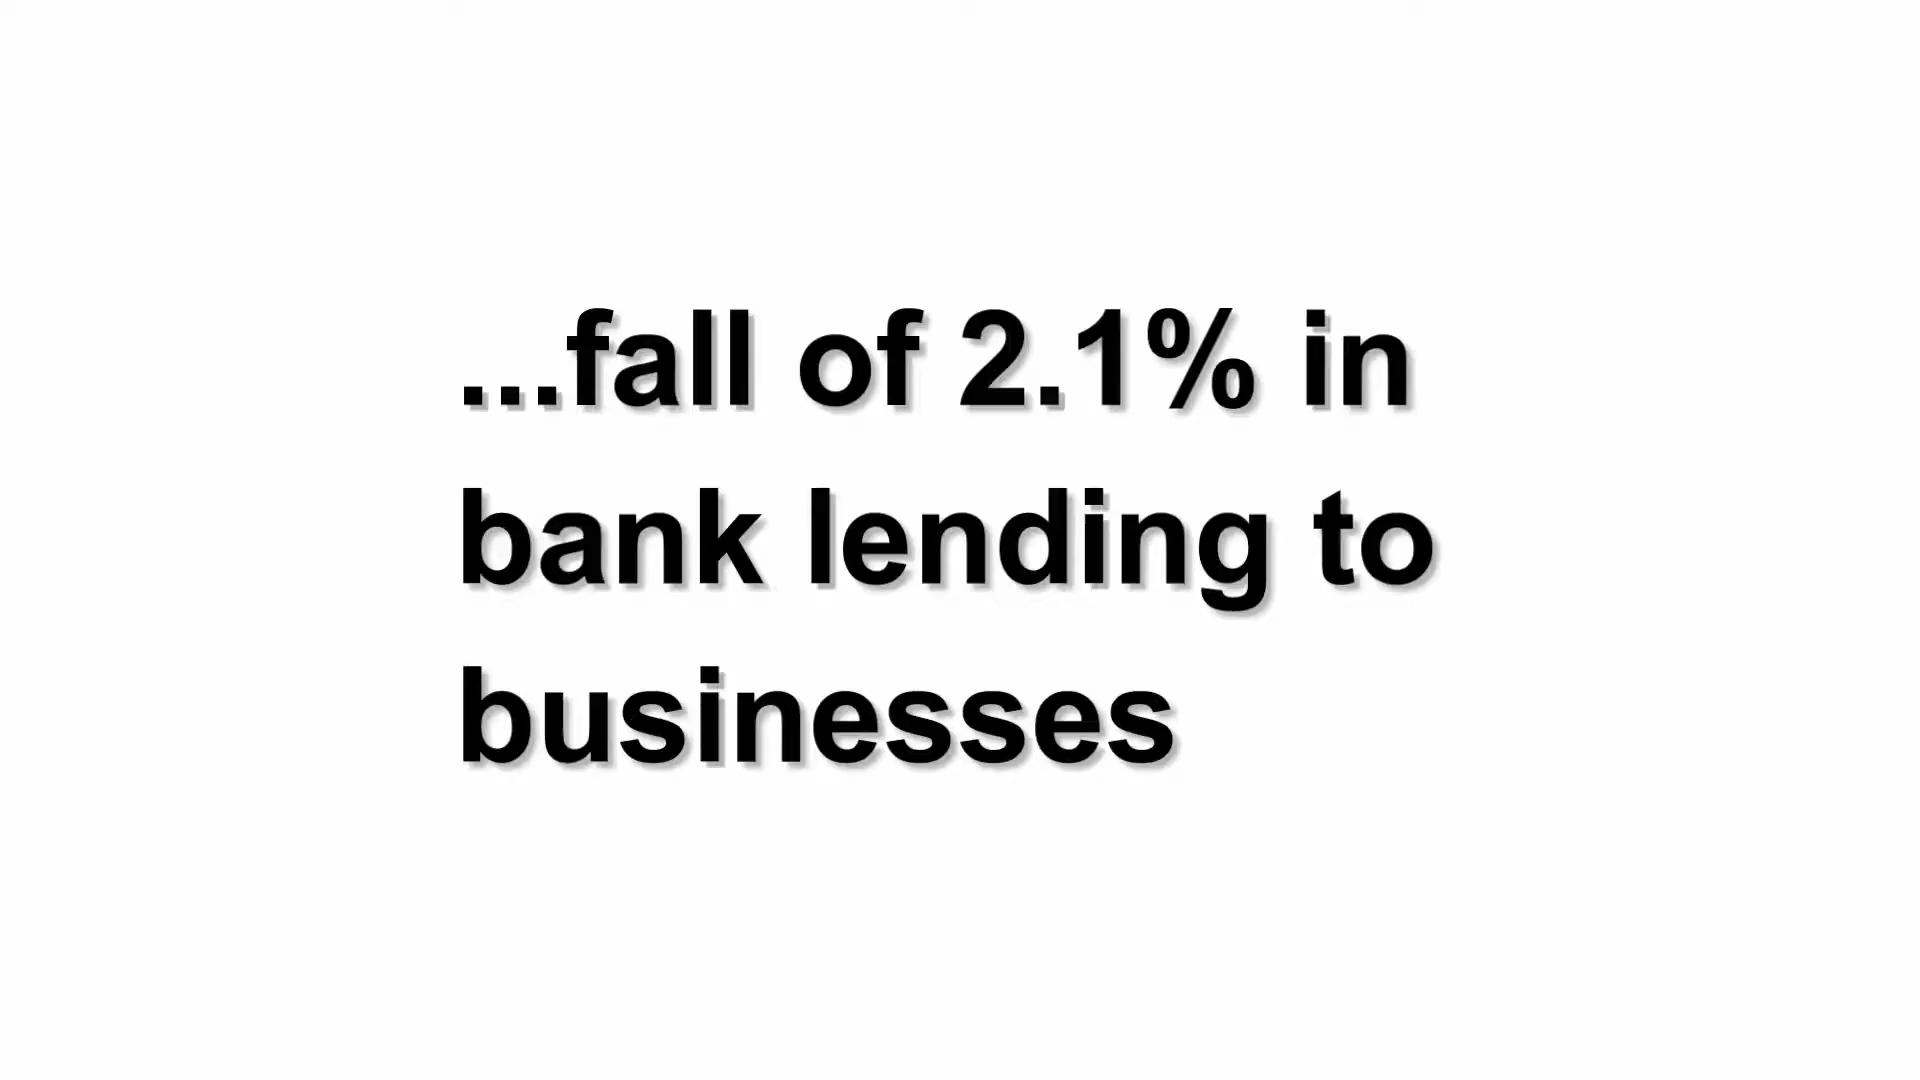 ...fall of 2.1% in
bank lending to
businesses